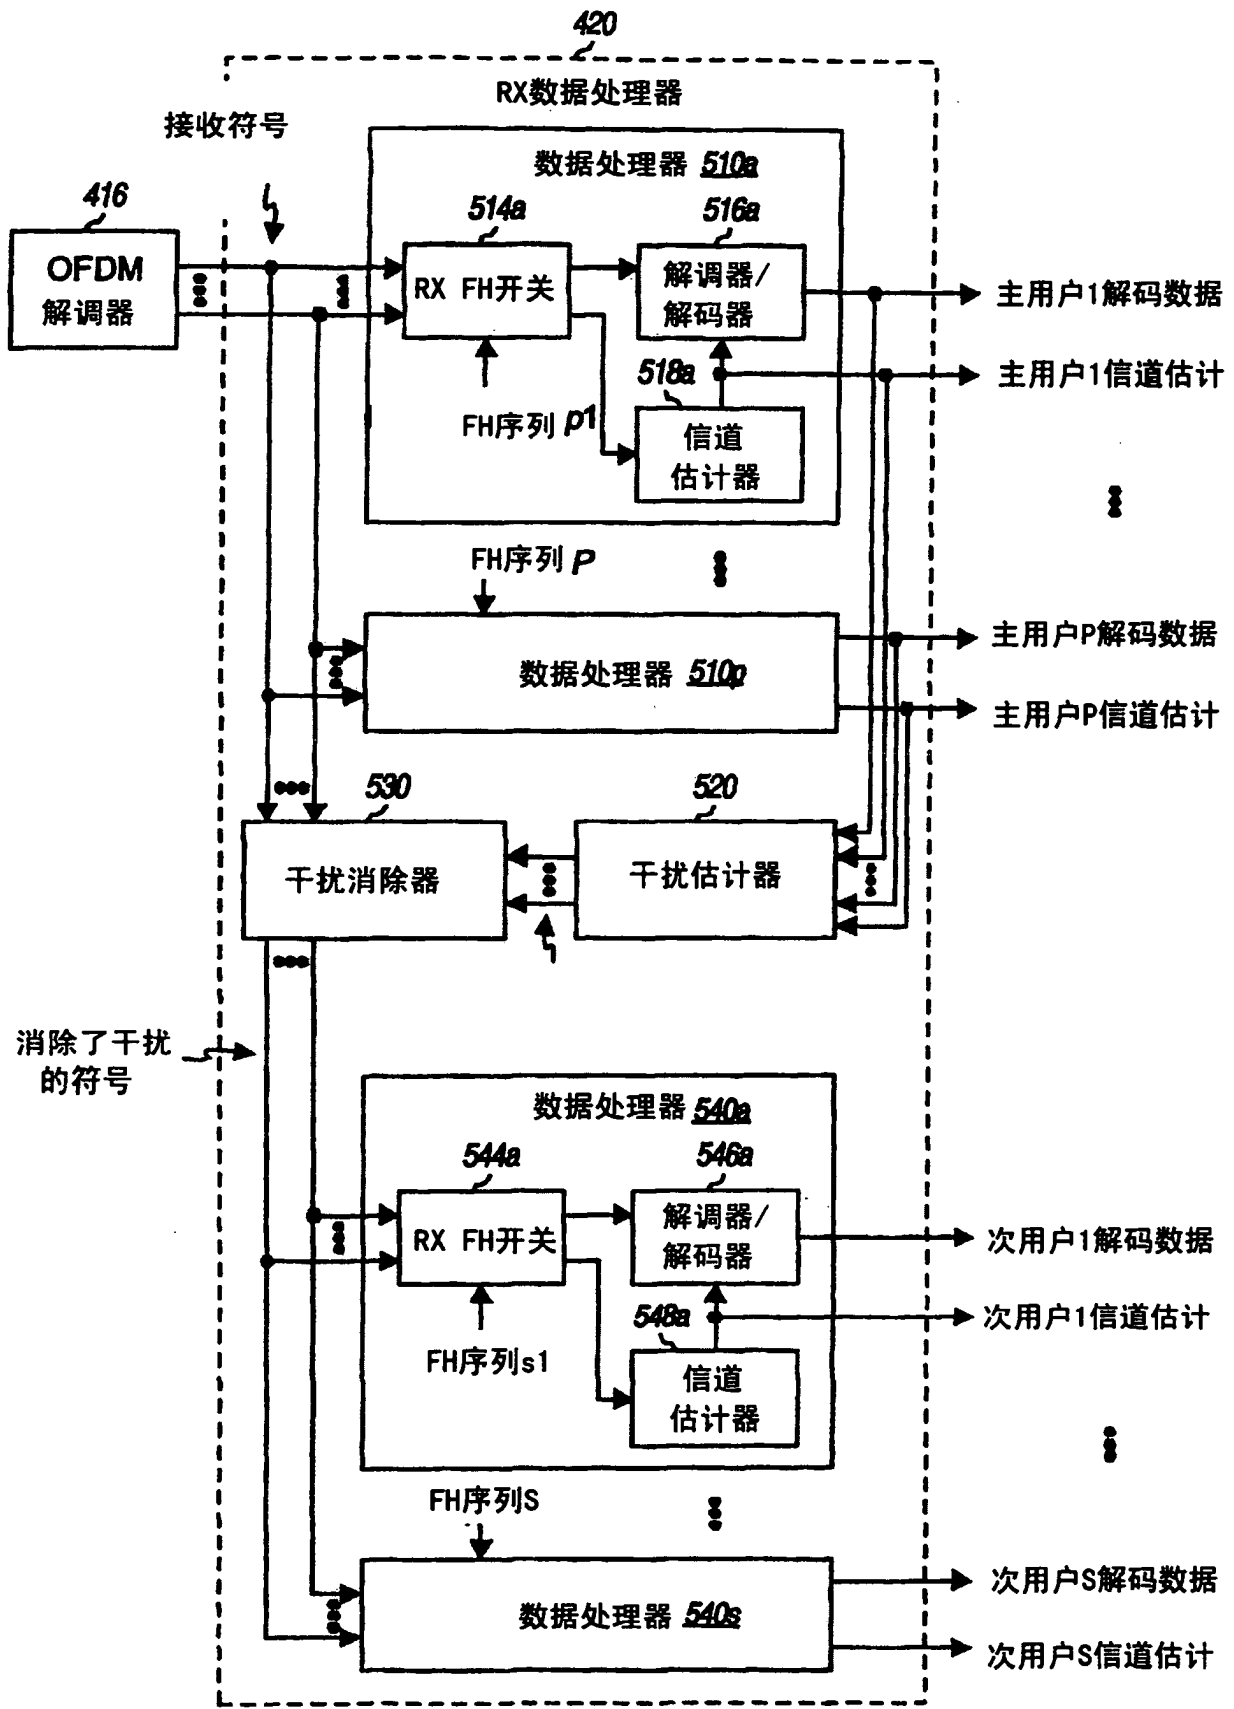 420
RX数据处理器
接收符号
数据处理器 510a
416
514a
516a
OFDM
解调器
RX FH开关
解调器/
解码器
主用户1解码数据
518a
主用户1信道估计
FH序列 p1
信道
估计器
FH序列 P
主用户P解码数据
数据处理器 510p
主用户P信道估计
530
520
干扰消除器
干扰估计器
消除了干扰
的符号
数据处理器 540a
544a
546a
RX FH开关
解调器/
解码器
次用户1解码数据
548a
次用户1信道估计
FH序列s1
信道
估计器
FH序列S
次用户S解码数据
数据处理器 540s
次用户S信道估计